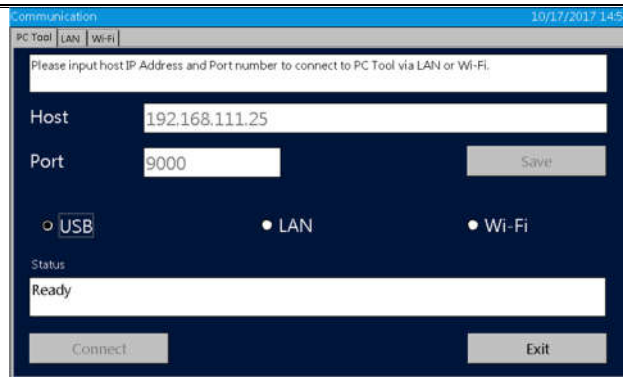 Communication 10/17/2017 14:5
PC Tool LAN Wi-Fi
Please input host IP Address and Port number to connect to PC Tool via LAN or Wi-Fi.
Host 192.168.111.25
Port 9000 Save
USB LAN Wi-Fi
Status
Ready
Connect Exit